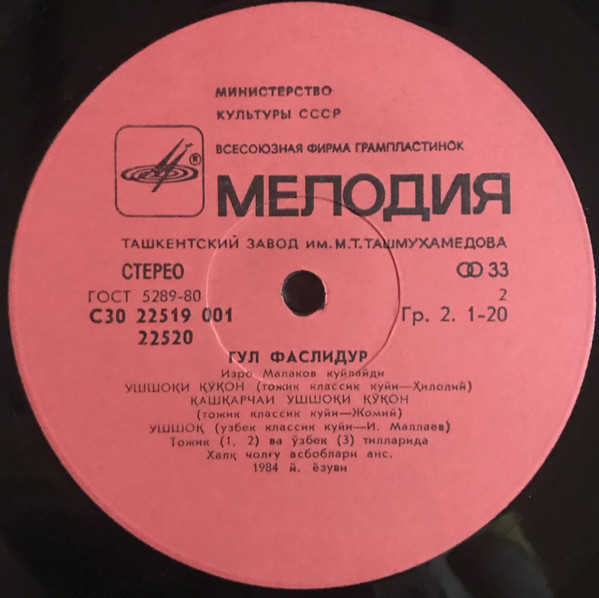 МИНИСТЕРСТВО
КУЛЬТУРЫ СССР
ВСЕСОЮЗНАЯ ФИРМА ГРАМПЛАСТИНОК
®
МЕЛОДИЯ
ТАШКЕНТСКИЙ ЗАВОД ИМ. М.Т. ТАШМУХАМЕДОВА
СТЕРЕО
33
ГОСТ 5289-80
2
С30 22519 001
Гр. 2. 1-20
22520
ГУЛ ФАСЛИДУР
Изро Малаков куйлайди
УШШОҚИ ҚЎҚОН (тожик классик куйи—Ҳилолий)
ҚАШҚАРЧАИ УШШОҚИ ҚЎҚОН
(тожик классик куйи—Жомий)
УШШОҚ (узбек классик куйи—И. Маллаев)
Тожик (1, 2) ва ўзбек (3) тилларида
Халқ чолғу асбоблари анс.
1984 й. ёзуви